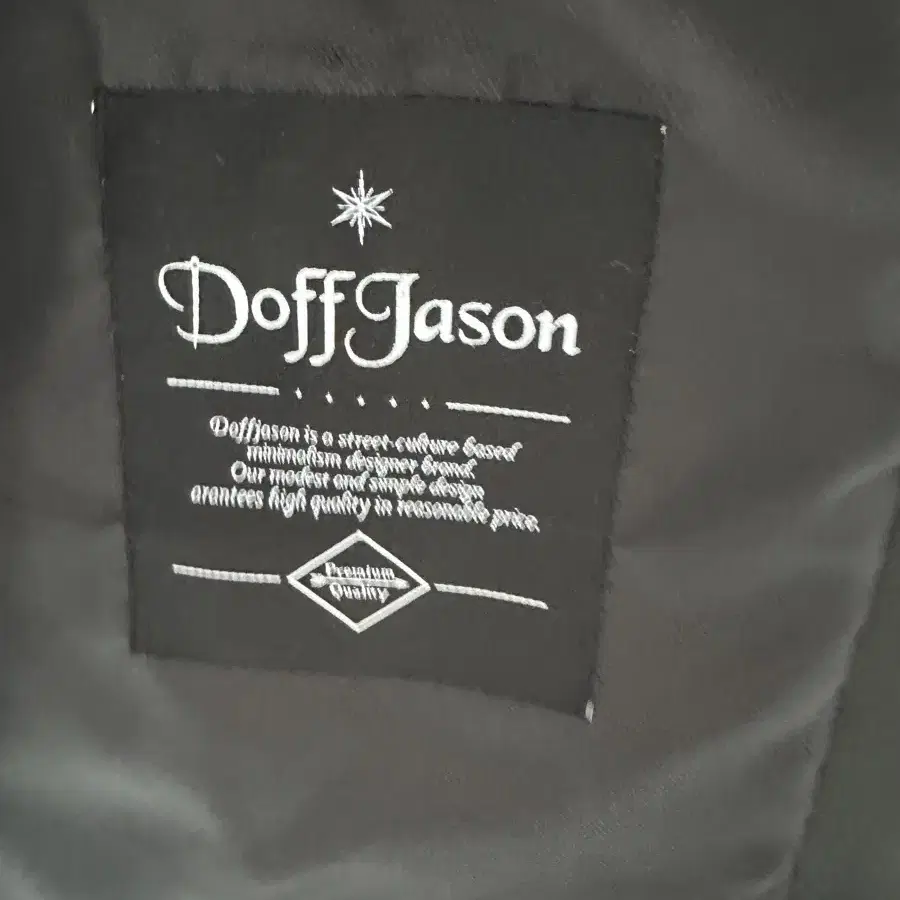 DoffJason
Doffjason is a street-culture based
minimalism designer brand.
Our modest and simple design
arantees high quality in reasonable price.
Premium
Quality